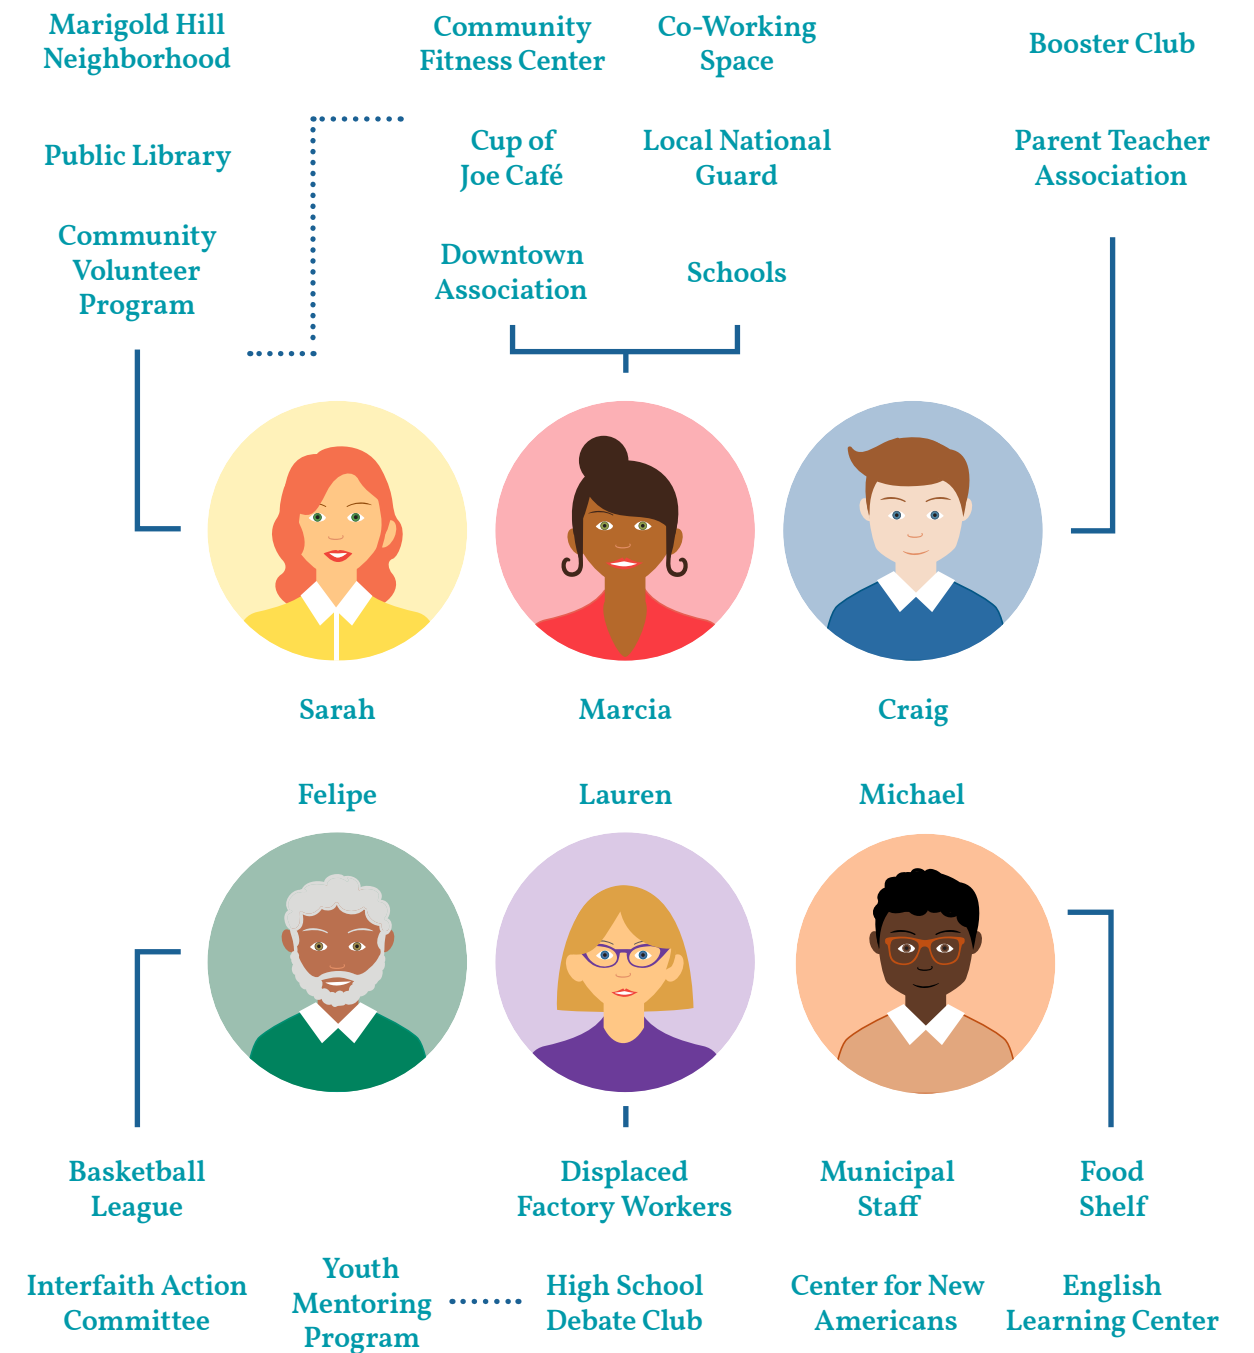 Marigold Hill
Neighborhood
Public Library
Community
Volunteer
Program
Community
Fitness Center
Co-Working
Space
Cup of
Joe Café
Local National
Guard
Downtown
Association
Schools
Booster Club
Parent Teacher
Association
Sarah
Marcia
Craig
Felipe
Lauren
Michael
Basketball
League
Interfaith Action
Committee
Youth
Mentoring
Program
Displaced
Factory Workers
High School
Debate Club
Municipal
Staff
Food
Shelf
Center for New
Americans
English
Learning Center